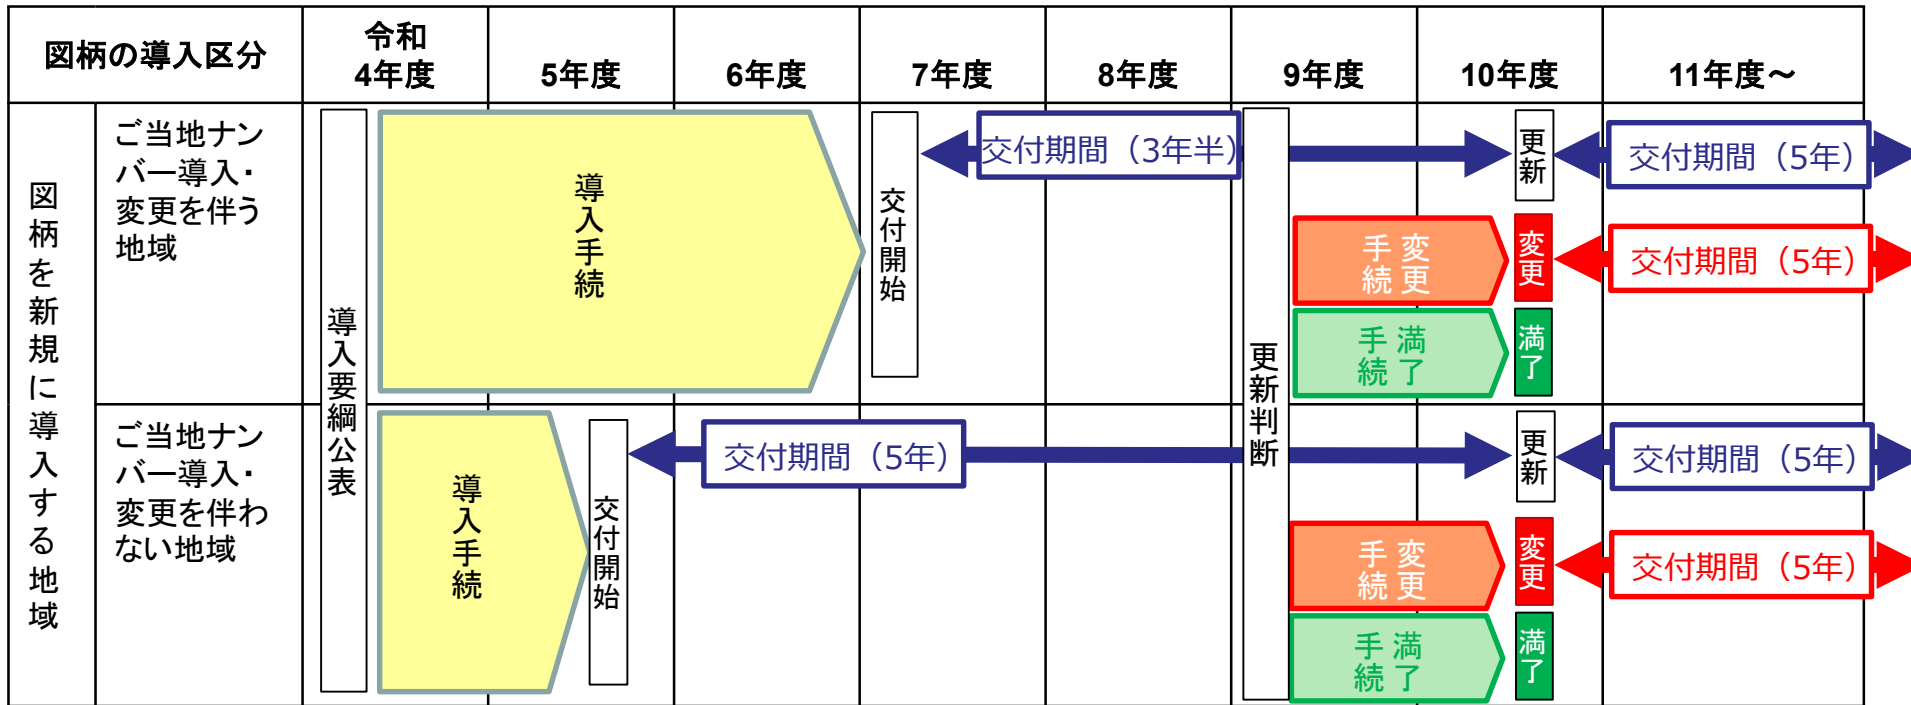 図柄の導入区分
令和
4年度
5年度
6年度
7年度
8年度
9年度
10年度
11年度～
図柄を新規に導入する地域
ご当地ナン
バー導入・
変更を伴う
地域
導入要綱公表
導入手続
交付開始
交付期間（3年半）
更新判断
更新
交付期間（5年）
変更
手続
変更
交付期間（5年）
満了
手続
満了
ご当地ナン
バー導入・
変更を伴わ
ない地域
導入手続
交付開始
交付期間（5年）
更新
交付期間（5年）
変更
手続
変更
交付期間（5年）
満了
手続
満了